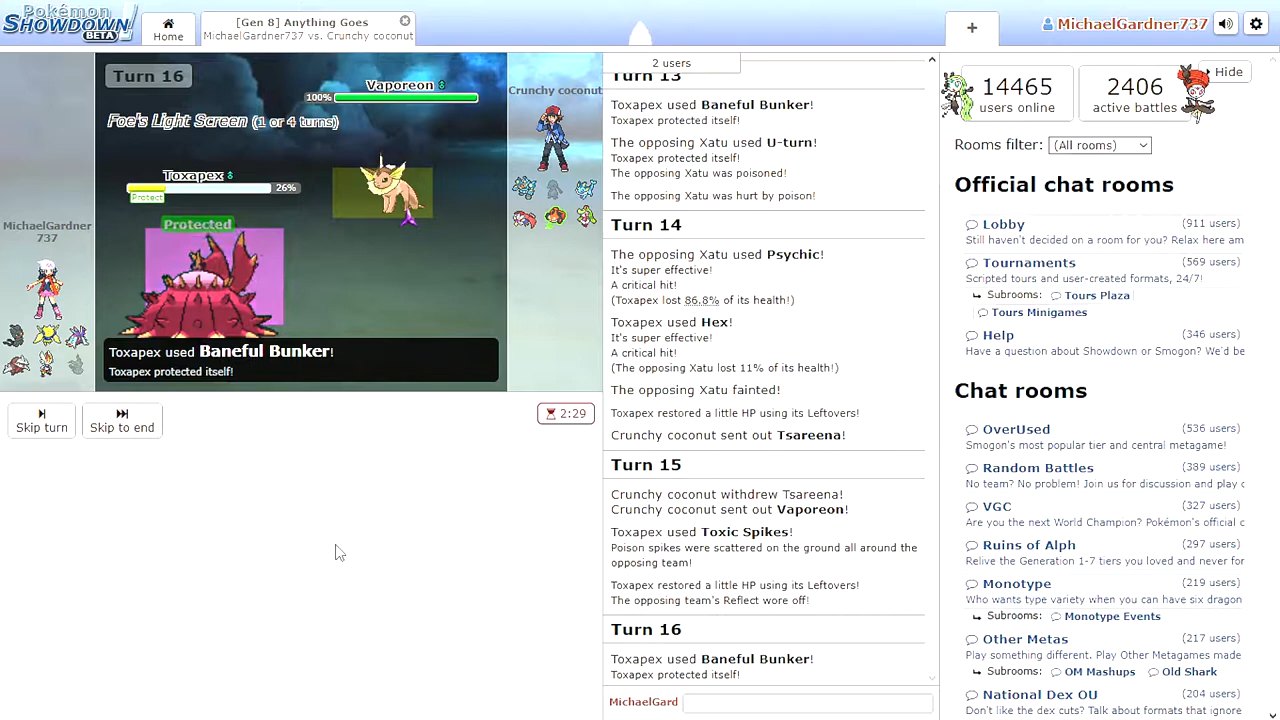 Pokémon
SHOWDOWN
BETA
Home
[Gen 8] Anything Goes
MichaelGardner737 vs. Crunchy coconut
+
MichaelGardner737
Turn 16
Vaporeon
100%
Foe's Light Screen (1 or 4 turns)
Toxapex
26%
Protect
Protected
Toxapex used Baneful Bunker!
Toxapex protected itself!
MichaelGardner
737
Crunchy coconut
Skip turn
Skip to end
2:29
2 users
Turn 13
Toxapex used Baneful Bunker!
Toxapex protected itself!
The opposing Xatu used U-turn!
Toxapex protected itself!
The opposing Xatu was poisoned!
The opposing Xatu was hurt by poison!
Turn 14
The opposing Xatu used Psychic!
It's super effective!
A critical hit!
(Toxapex lost 86.8% of its health!)
Toxapex used Hex!
It's super effective!
A critical hit!
(The opposing Xatu lost 11% of its health!)
The opposing Xatu fainted!
Toxapex restored a little HP using its Leftovers!
Crunchy coconut sent out Tsareena!
Turn 15
Crunchy coconut withdrew Tsareena!
Crunchy coconut sent out Vaporeon!
Toxapex used Toxic Spikes!
Poison spikes were scattered on the ground all around the
opposing team!
Toxapex restored a little HP using its Leftovers!
The opposing team's Reflect wore off!
Turn 16
Toxapex used Baneful Bunker!
Toxapex protected itself!
MichaelGard
14465
users online
2406
active battles
Hide
Rooms filter: (All rooms)
Official chat rooms
Lobby (911 users)
Still haven't decided on a room for you? Relax here am
Tournaments (569 users)
Scripted tours and user-created formats, 24/7!
Subrooms: Tours Plaza
Tours Minigames
Help (346 users)
Have a question about Showdown or Smogon? We'd be
Chat rooms
OverUsed (536 users)
Smogon's most popular tier and central metagame!
Random Battles (389 users)
No team? No problem! Join us for discussion and play c
VGC (327 users)
Are you the next World Champion? Pokémon's official c
Ruins of Alph (297 users)
Relive the Generation 1-7 tiers you loved and never for
Monotype (219 users)
Who wants type variety when you can have six dragon
Subrooms: Monotype Events
Other Metas (217 users)
Play something different. Play Other Metagames made
Subrooms: OM Mashups Old Shark
National Dex OU (204 users)
Don't like the dex cuts? Talk about formats that ignore